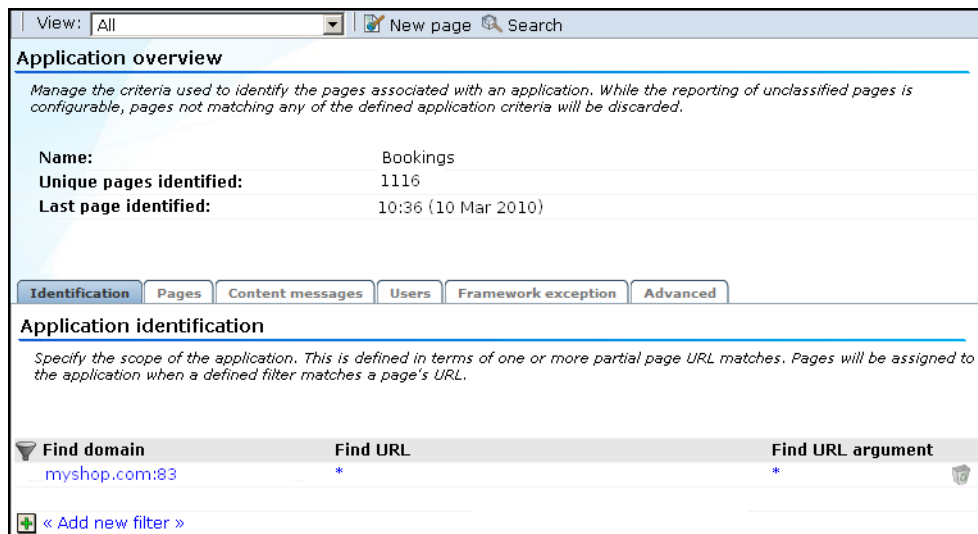 View: All New page Search
Application overview
Manage the criteria used to identify the pages associated with an application. While the reporting of unclassified pages is
configurable, pages not matching any of the defined application criteria will be discarded.
Name: Bookings
Unique pages identified: 1116
Last page identified: 10:36 (10 Mar 2010)
Identification Pages Content messages Users Framework exception Advanced
Application identification
Specify the scope of the application. This is defined in terms of one or more partial page URL matches. Pages will be assigned to
the application when a defined filter matches a page's URL.
Find domain Find URL Find URL argument
myshop.com:83 * *
« Add new filter »